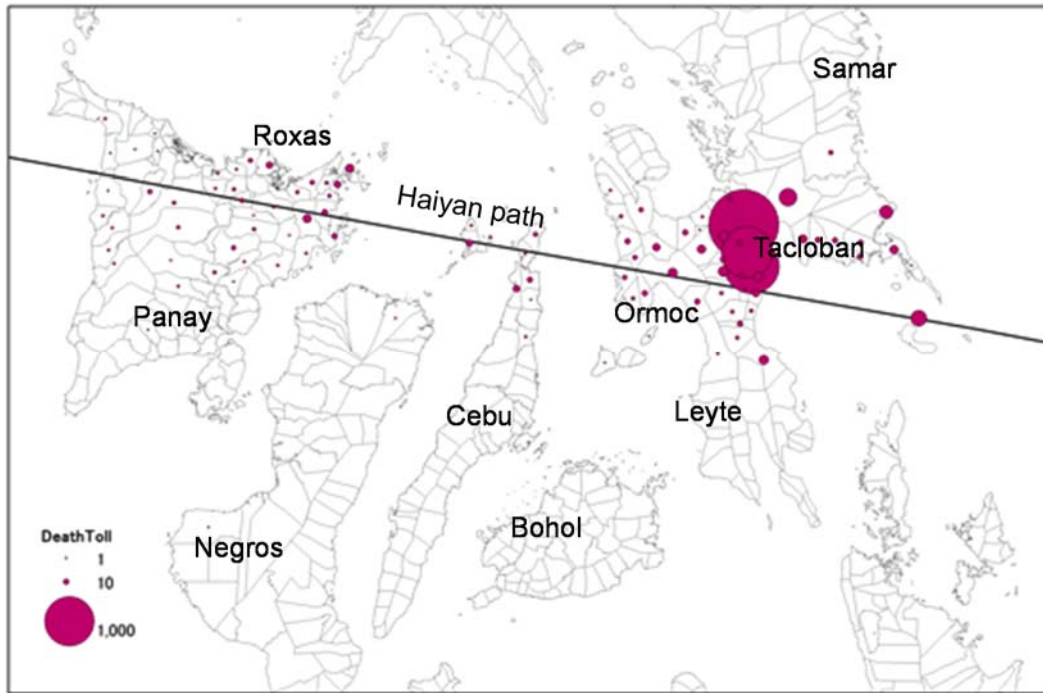 Samar
Roxas
Haiyan path
Tacloban
Panay
Ormoc
Cebu
Leyte
Bohol
Negros
DeathToll
1
10
1,000